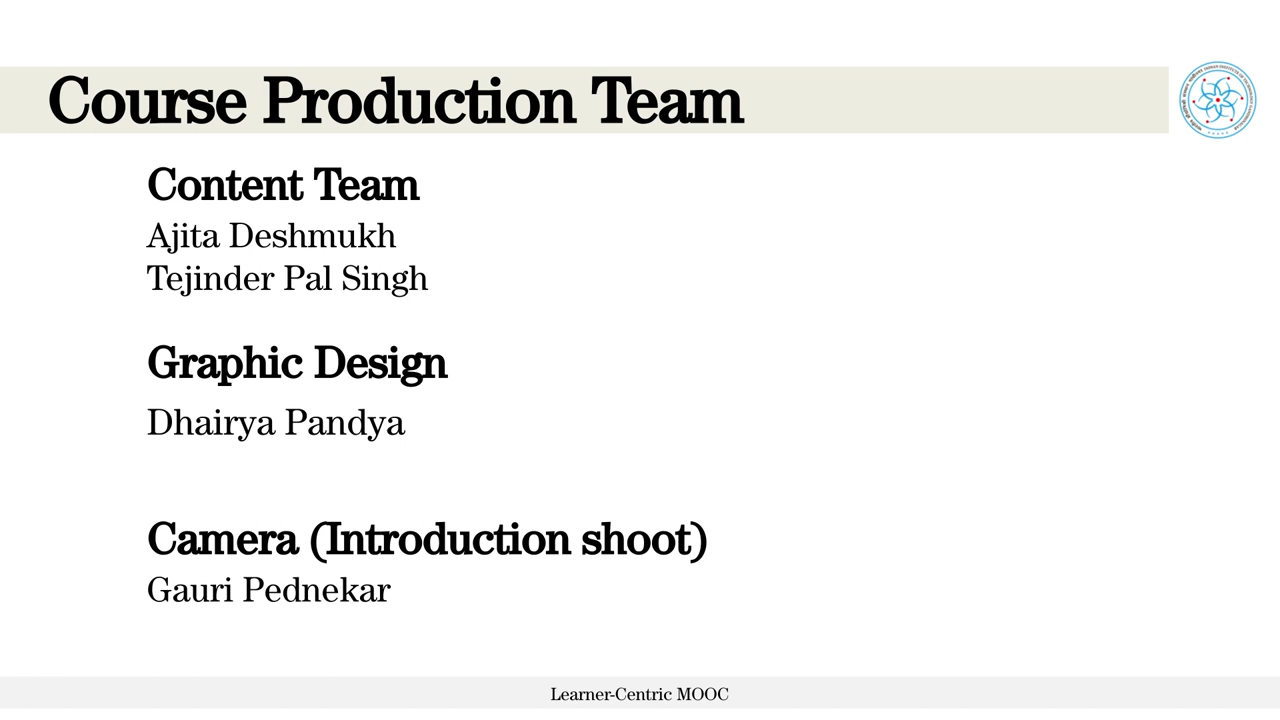 Course Production Team
Content Team
Ajita Deshmukh
Tejinder Pal Singh
Graphic Design
Dhairya Pandya
Camera (Introduction shoot)
Gauri Pednekar
Learner-Centric MOOC